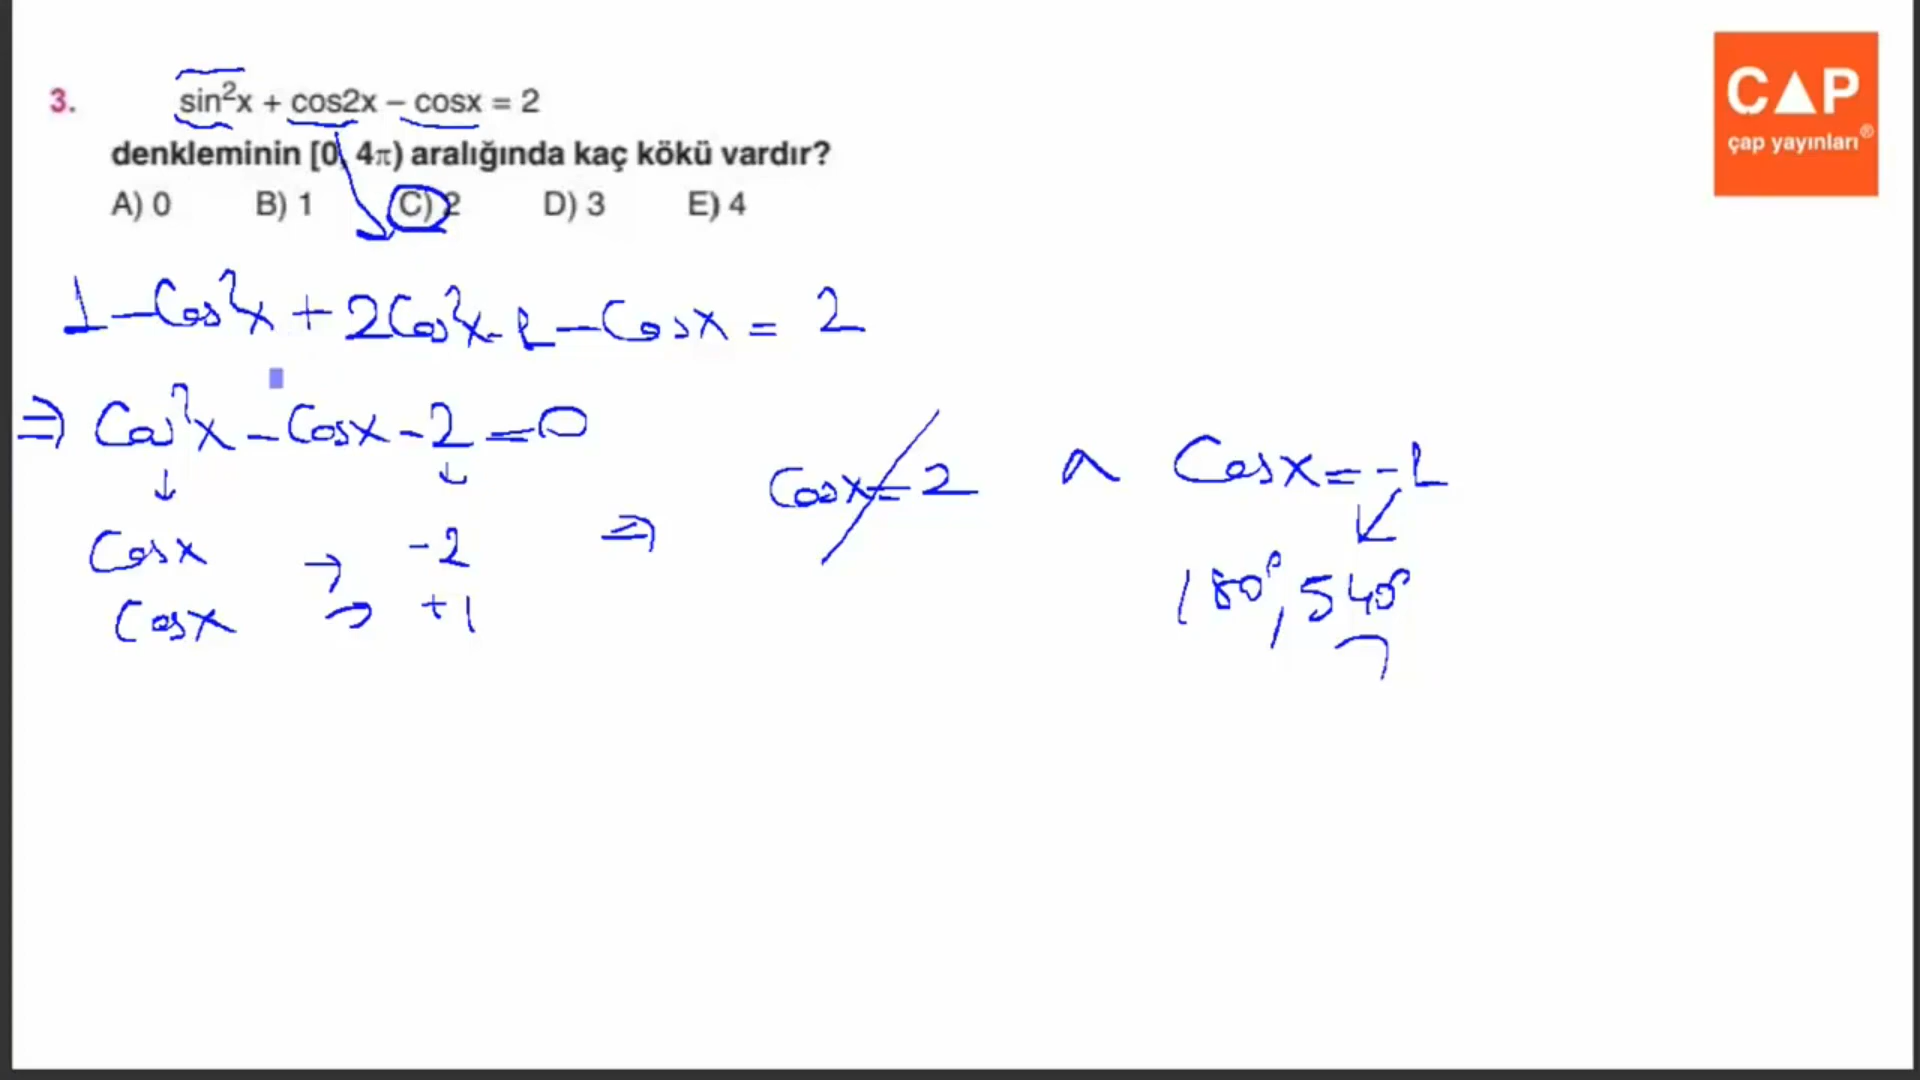 3. sin²x + cos2x – cosx = 2
denkleminin [0, 4π) aralığında kaç kökü vardır?
A) 0 B) 1 C) 2 D) 3 E) 4
CAP
çap yayınları®
1 - Cos²x + 2Cos²x - 1 - Cosx = 2
⇒ Cos²x - Cosx - 2 = 0
↓ ↓
Cosx → -2
Cosx → +1
⇒ Cosx = 2 ʌ Cosx = -1
180°, 540°